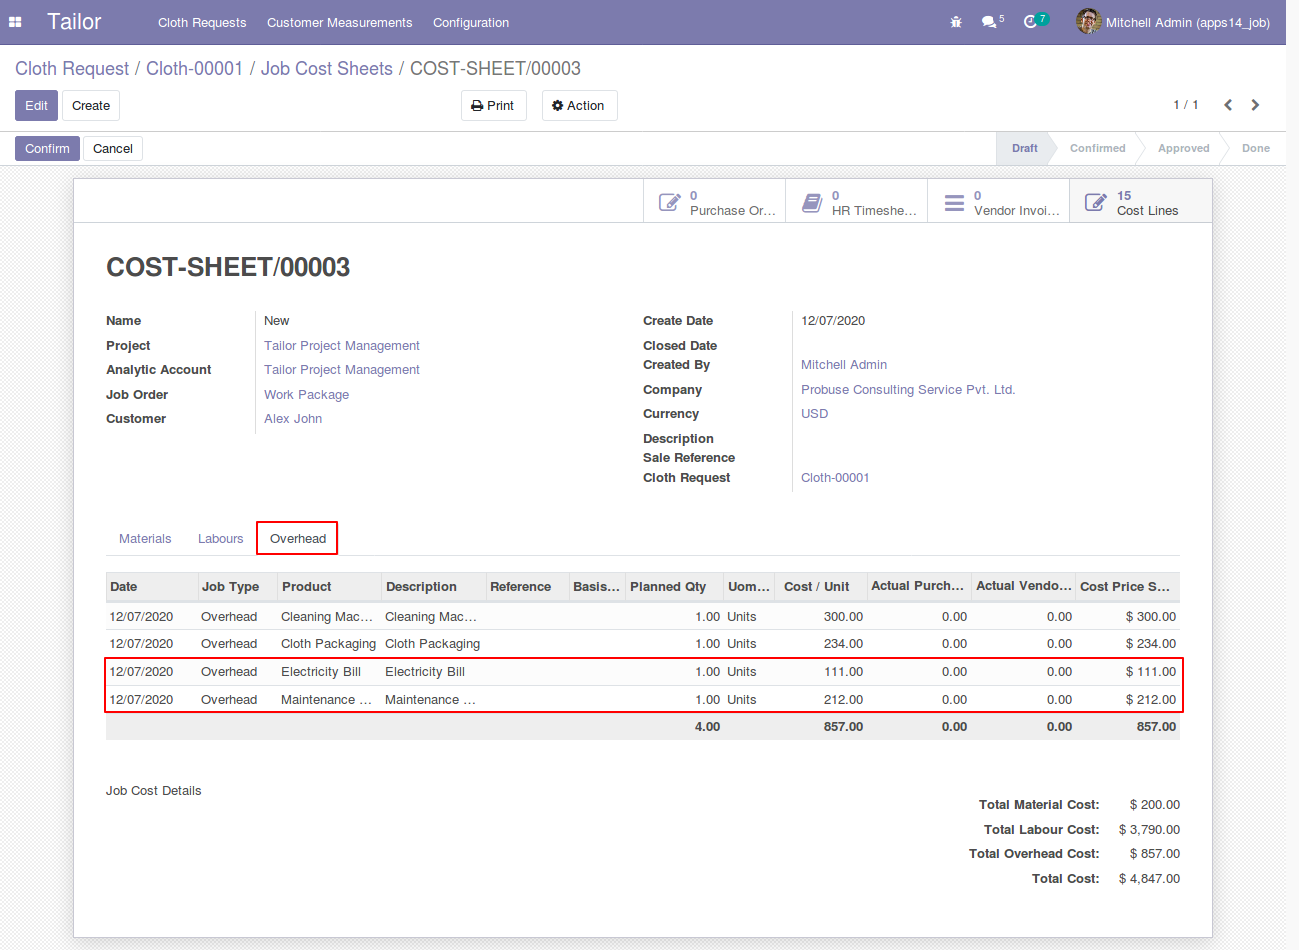 Tailor Cloth Requests Customer Measurements Configuration 5 7 Mitchell Admin (apps14_job)
Cloth Request / Cloth-00001 / Job Cost Sheets / COST-SHEET/00003
Edit Create Print Action 1 / 1
Confirm Cancel Draft Confirmed Approved Done
0 Purchase Or... 0 HR Timeshe... 0 Vendor Invoi... 15 Cost Lines
COST-SHEET/00003
Name New Create Date 12/07/2020
Project Tailor Project Management Closed Date
Analytic Account Tailor Project Management Created By Mitchell Admin
Job Order Work Package Company Probuse Consulting Service Pvt. Ltd.
Customer Alex John Currency USD
Description
Sale Reference
Cloth Request Cloth-00001
Materials Labours Overhead
Date Job Type Product Description Reference Basis... Planned Qty Uom... Cost / Unit Actual Purch... Actual Vendo... Cost Price S...
12/07/2020 Overhead Cleaning Mac... Cleaning Mac... 1.00 Units 300.00 0.00 0.00 $ 300.00
12/07/2020 Overhead Cloth Packaging Cloth Packaging 1.00 Units 234.00 0.00 0.00 $ 234.00
12/07/2020 Overhead Electricity Bill Electricity Bill 1.00 Units 111.00 0.00 0.00 $ 111.00
12/07/2020 Overhead Maintenance ... Maintenance ... 1.00 Units 212.00 0.00 0.00 $ 212.00
4.00 857.00 0.00 0.00 857.00
Job Cost Details
Total Material Cost: $ 200.00
Total Labour Cost: $ 3,790.00
Total Overhead Cost: $ 857.00
Total Cost: $ 4,847.00